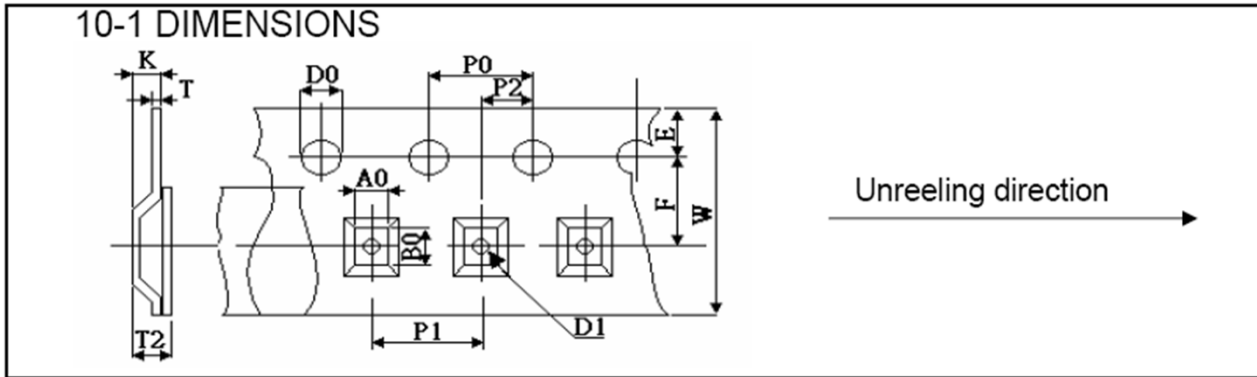 10-1 DIMENSIONS
K
T
D0
P0
P2
E
A0
F
W
B0
Unreeling direction
T2
P1
D1